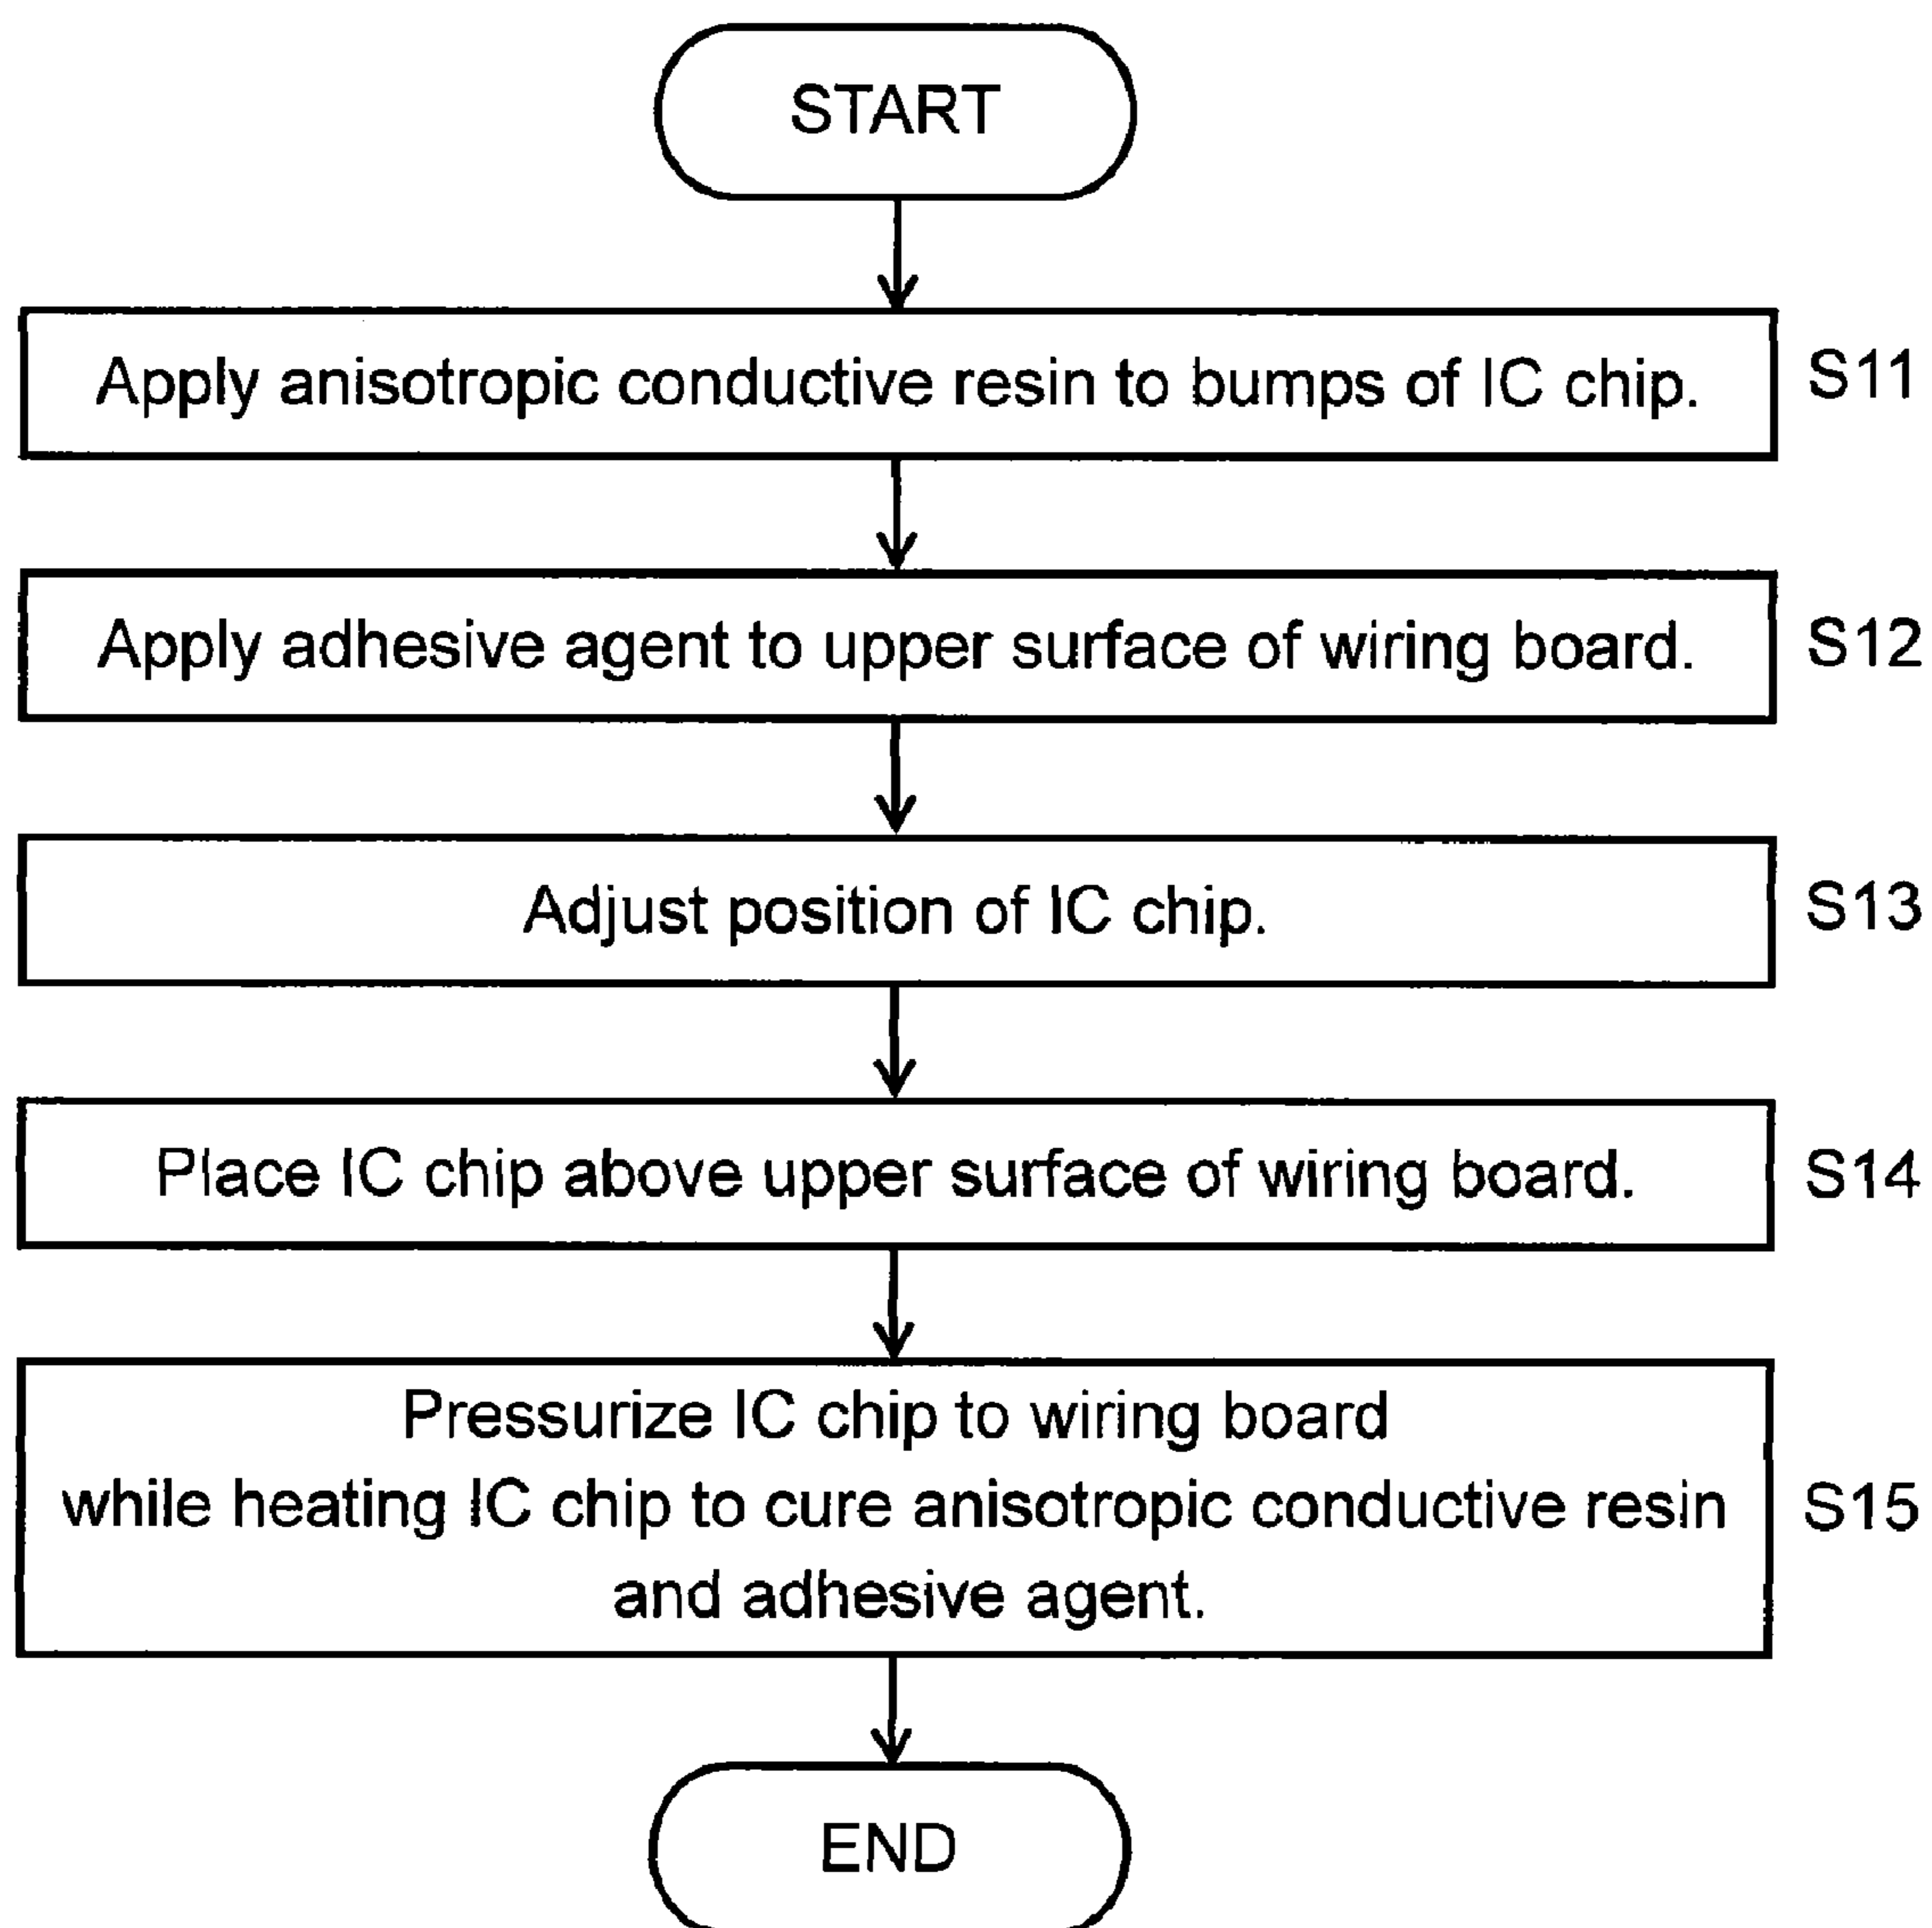 START
Apply anisotropic conductive resin to bumps of IC chip.
S11
Apply adhesive agent to upper surface of wiring board.
S12
Adjust position of IC chip.
S13
Place IC chip above upper surface of wiring board.
S14
Pressurize IC chip to wiring board
while heating IC chip to cure anisotropic conductive resin
and adhesive agent.
S15
END